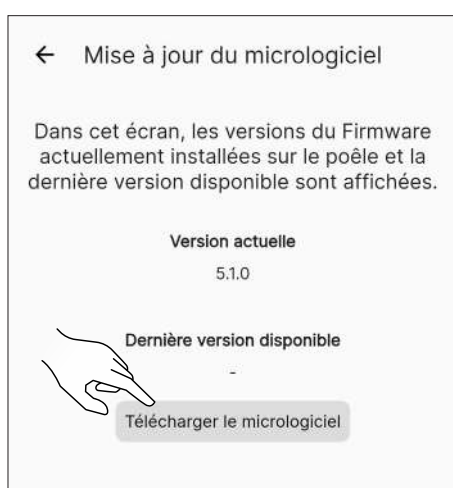 ← Mise à jour du micrologiciel
Dans cet écran, les versions du Firmware
actuellement installées sur le poêle et la
dernière version disponible sont affichées.
Version actuelle
5.1.0
Dernière version disponible
-
Télécharger le micrologiciel